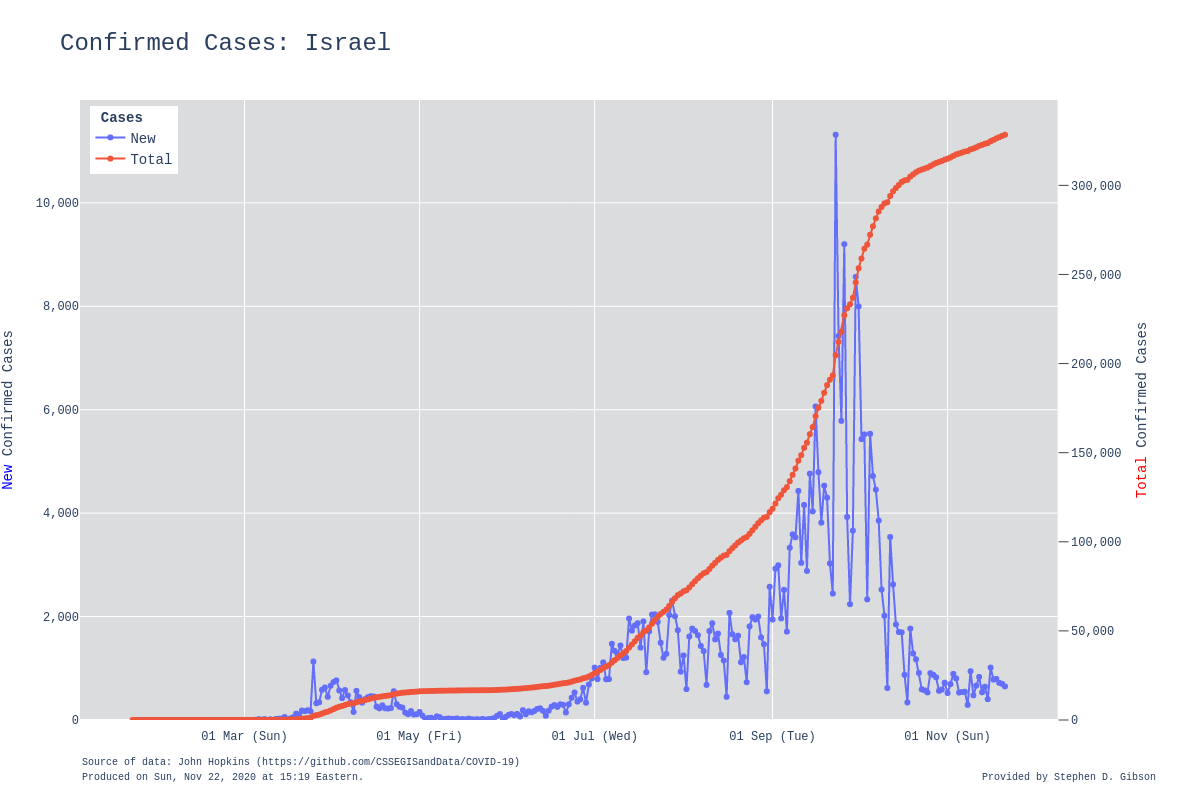 Confirmed Cases: Israel
Cases
New
Total
10,000
8,000
6,000
4,000
2,000
0
New Confirmed Cases
300,000
250,000
200,000
150,000
100,000
50,000
0
Total Confirmed Cases
01 Mar (Sun)
01 May (Fri)
01 Jul (Wed)
01 Sep (Tue)
01 Nov (Sun)
Source of data: John Hopkins (https://github.com/CSSEGISandData/COVID-19)
Produced on Sun, Nov 22, 2020 at 15:19 Eastern.
Provided by Stephen D. Gibson